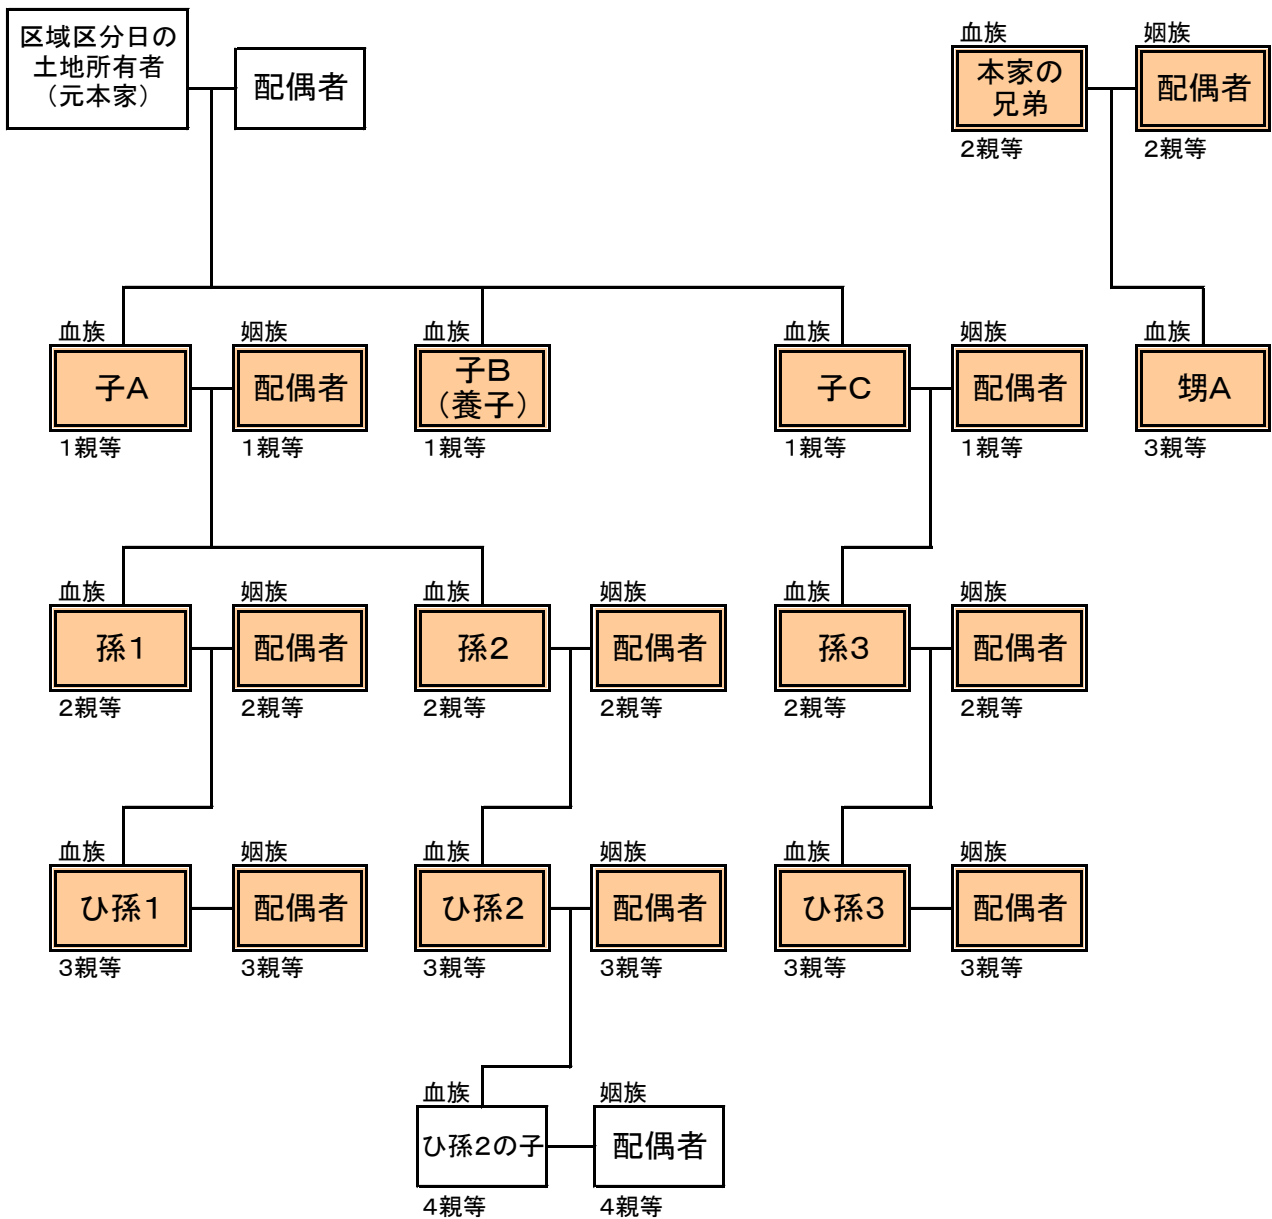 区域区分日の
土地所有者
（元本家）
配偶者
血族
姻族
本家の
兄弟
配偶者
２親等
２親等
血族
姻族
血族
血族
姻族
血族
子Ａ
配偶者
子Ｂ
（養子）
子Ｃ
配偶者
甥Ａ
１親等
１親等
１親等
１親等
１親等
３親等
血族
姻族
血族
姻族
血族
姻族
孫１
配偶者
孫２
配偶者
孫３
配偶者
２親等
２親等
２親等
２親等
２親等
２親等
血族
姻族
血族
姻族
血族
姻族
ひ孫１
配偶者
ひ孫２
配偶者
ひ孫３
配偶者
３親等
３親等
３親等
３親等
３親等
３親等
血族
姻族
ひ孫２の子
配偶者
４親等
４親等